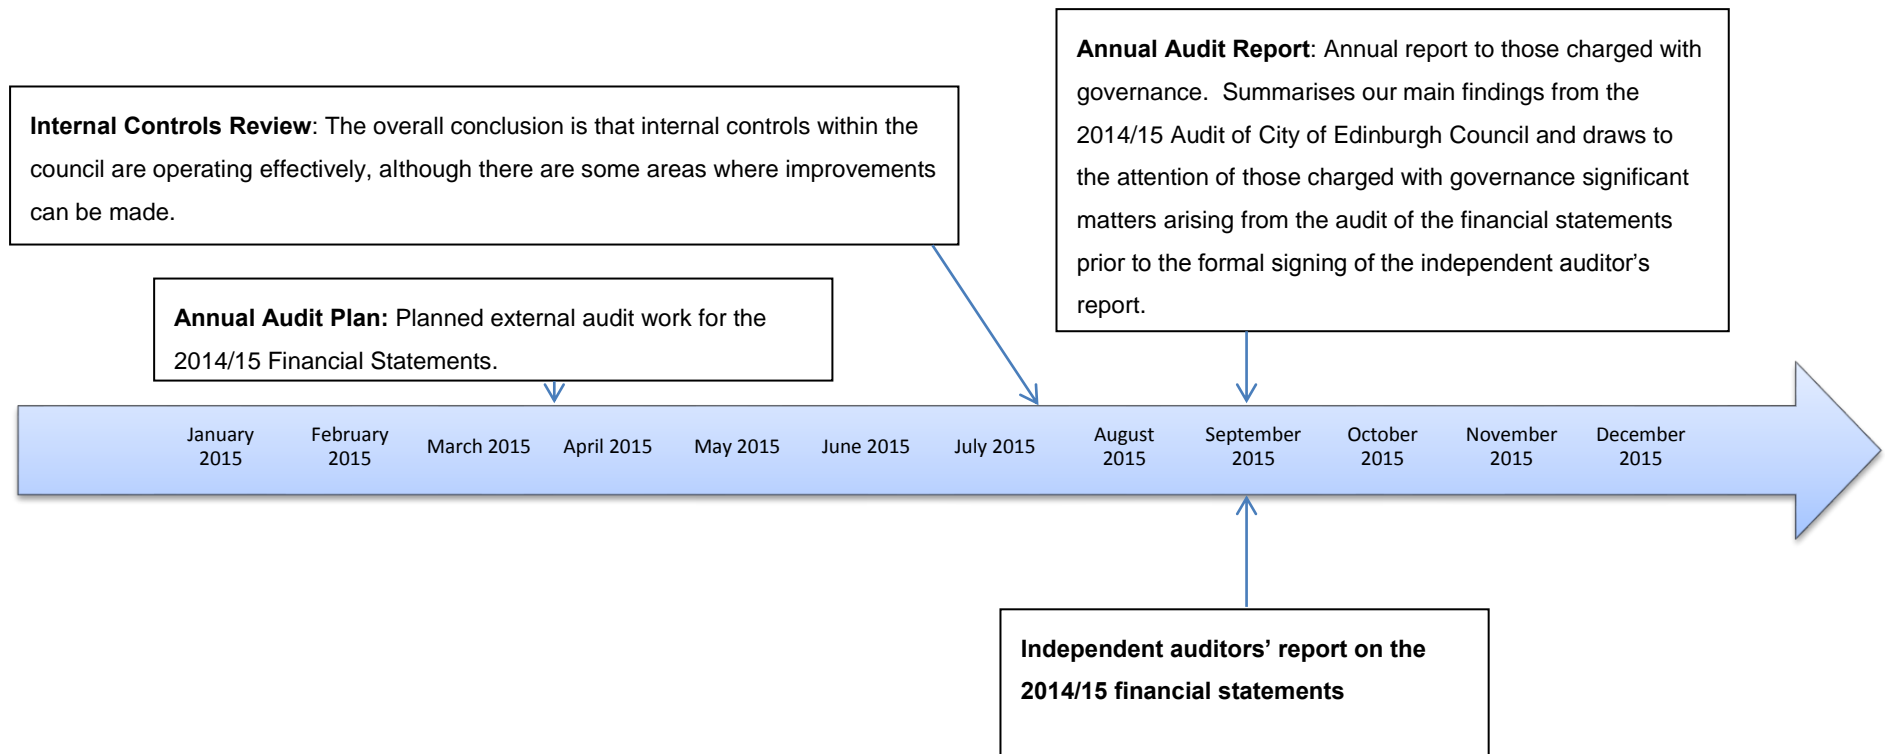 Annual Audit Report: Annual report to those charged with
governance.  Summarises our main findings from the
2014/15 Audit of City of Edinburgh Council and draws to
the attention of those charged with governance significant
matters arising from the audit of the financial statements
prior to the formal signing of the independent auditor’s
report.
Internal Controls Review: The overall conclusion is that internal controls within the
council are operating effectively, although there are some areas where improvements
can be made.
Annual Audit Plan: Planned external audit work for the
2014/15 Financial Statements.
January
2015
February
2015
March 2015
April 2015
May 2015
June 2015
July 2015
August
2015
September
2015
October
2015
November
2015
December
2015
Independent auditors’ report on the
2014/15 financial statements